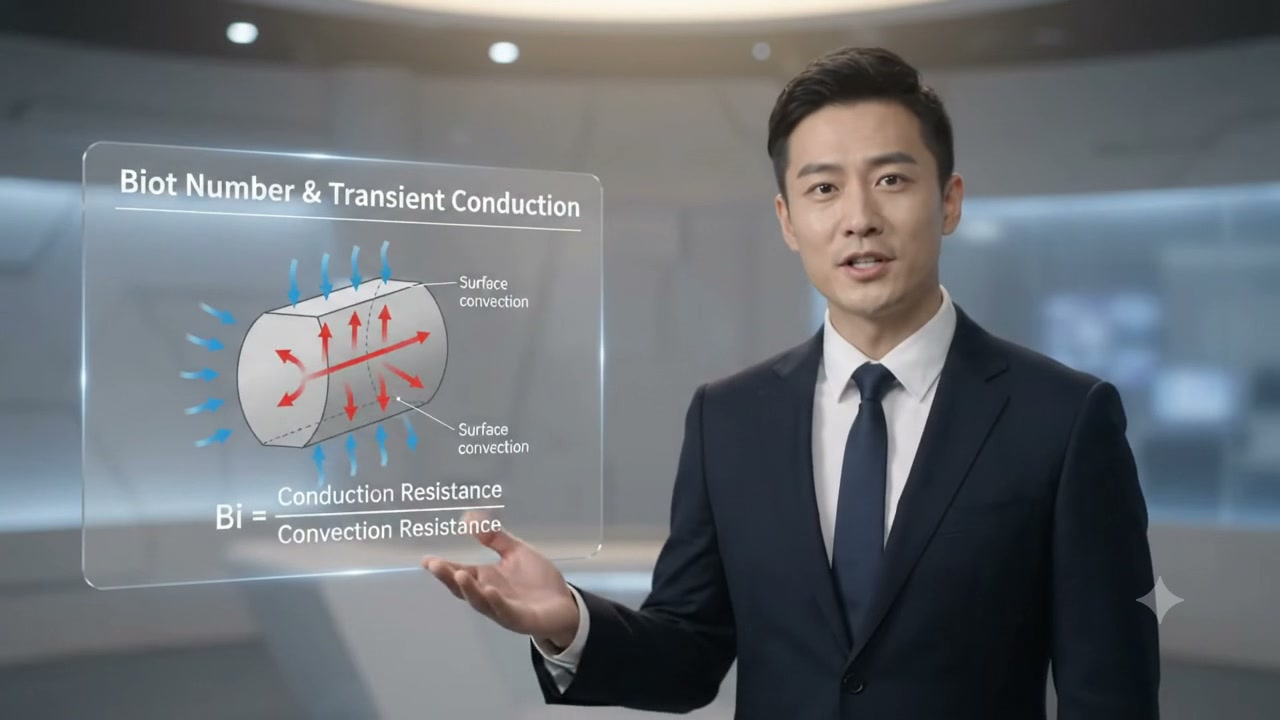 Biot Number & Transient Conduction
Surface
convection
Surface
convection
Bi = Conduction Resistance
Convection Resistance